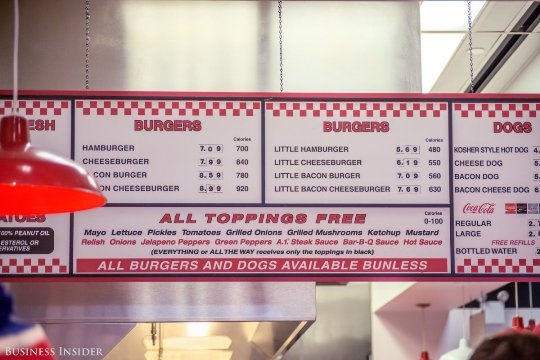 ESH
BURGERS
Calories
HAMBURGER 7.09 700
CHEESEBURGER 7.99 840
BACON BURGER 8.59 780
BACON CHEESEBURGER 8.99 920
ATOES
100% PEANUT OIL
ESTEROL OR
ERVATIVES
BURGERS
Calories
LITTLE HAMBURGER 5.69 480
LITTLE CHEESEBURGER 6.19 550
LITTLE BACON BURGER 7.09 560
LITTLE BACON CHEESEBURGER 7.69 630
ALL TOPPINGS FREE
Calories
0-100
Mayo Lettuce Pickles Tomatoes Grilled Onions Grilled Mushrooms Ketchup Mustard
Relish Onions Jalapeno Peppers Green Peppers A.1. Steak Sauce Bar-B-Q Sauce Hot Sauce
(EVERYTHING or ALL THE WAY receives only the toppings in black)
ALL BURGERS AND DOGS AVAILABLE BUNLESS
DOGS
KOSHER STYLE HOT DOG
CHEESE DOG
BACON DOG
BACON CHEESE DOG
Coca-Cola
REGULAR
LARGE
FREE REFILLS
BOTTLED WATER
BUSINESS INSIDER